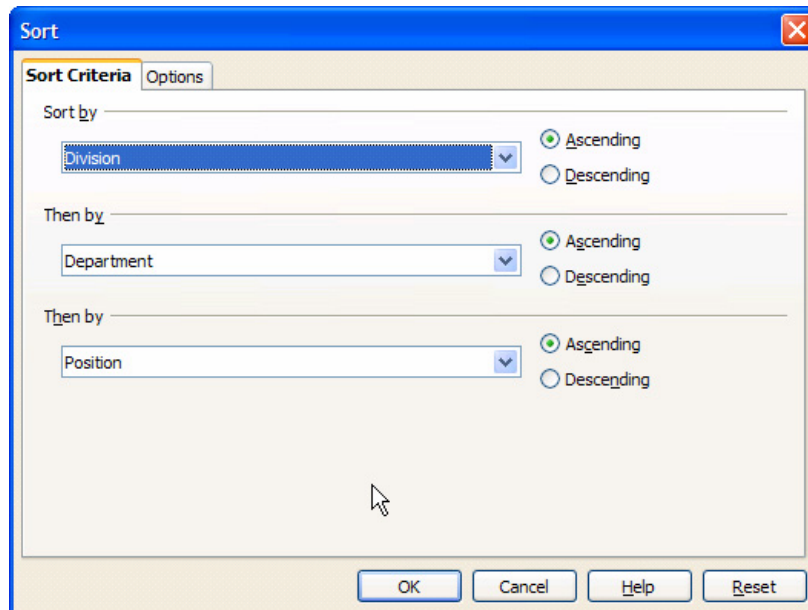 Sort
Sort Criteria Options
Sort by
Division
Ascending
Descending
Then by
Department
Ascending
Descending
Then by
Position
Ascending
Descending
OK Cancel Help Reset